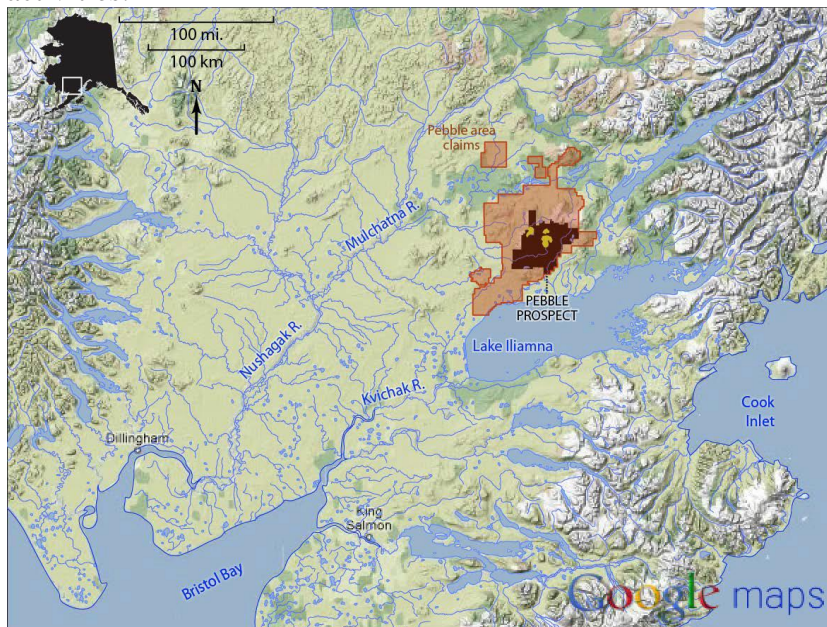 100 mi.
100 km
N
Pebble area
claims
Mulchatna R.
PEBBLE
PROSPECT
Nushagak R.
Lake Iliamna
Kvichak R.
Cook
Inlet
Dillingham
King
Salmon
Bristol Bay
Google maps